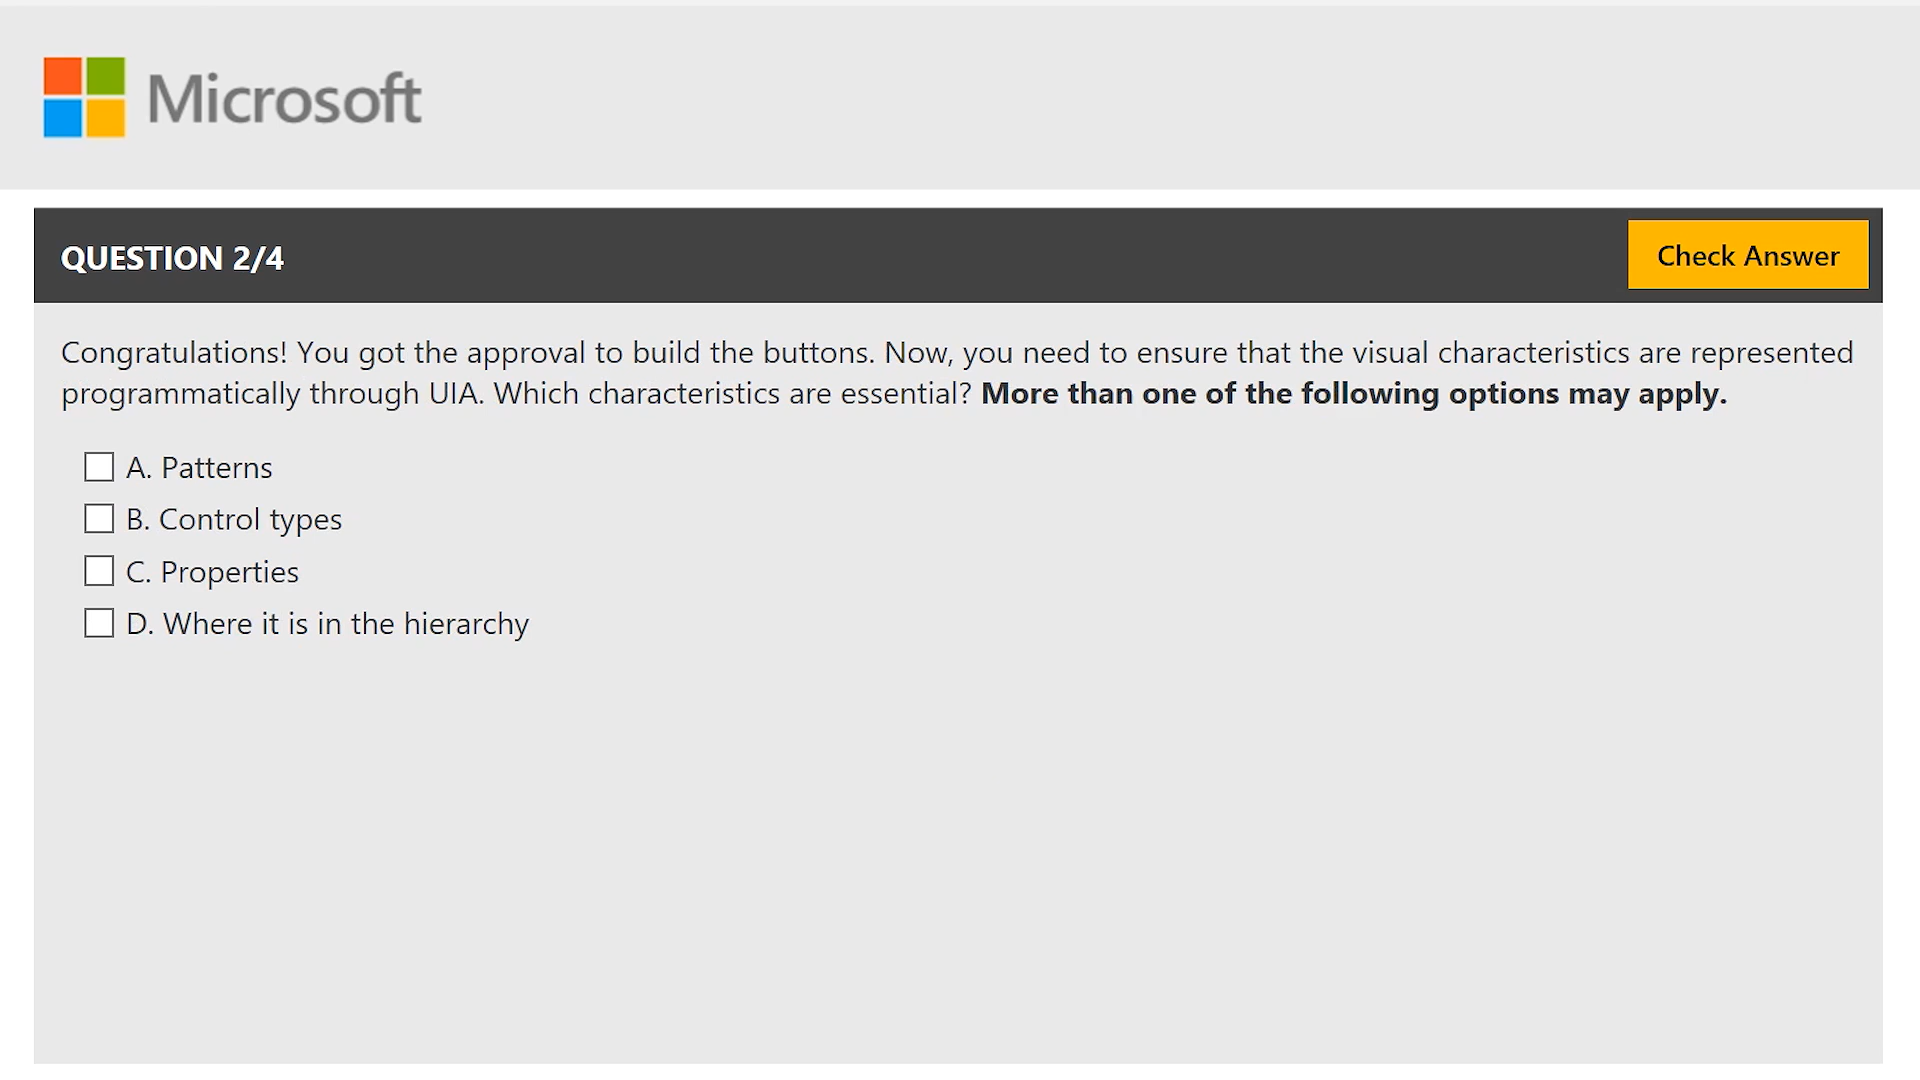 Microsoft
QUESTION 2/4
Check Answer
Congratulations! You got the approval to build the buttons. Now, you need to ensure that the visual characteristics are represented
programmatically through UIA. Which characteristics are essential? More than one of the following options may apply.
A. Patterns
B. Control types
C. Properties
D. Where it is in the hierarchy